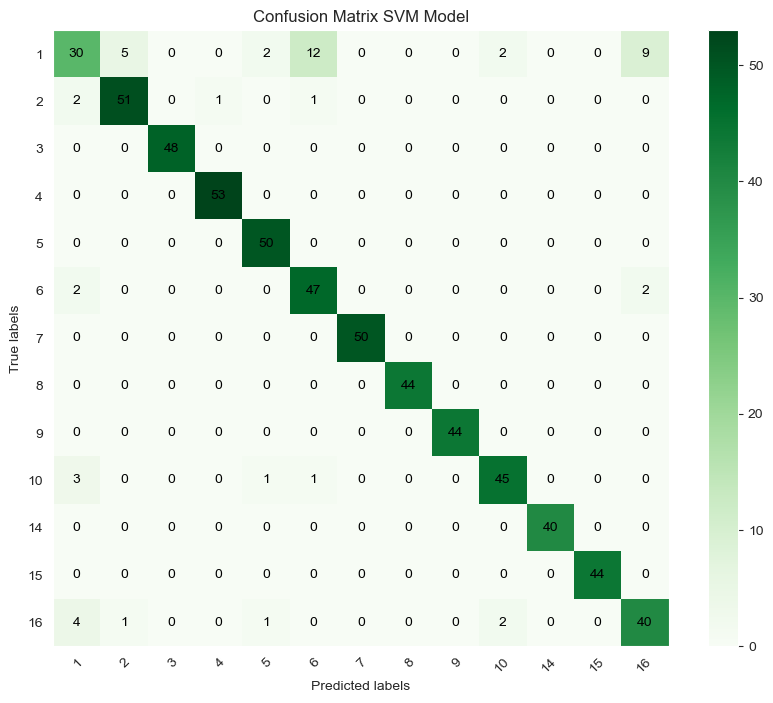 Confusion Matrix SVM Model
1 30 5 0 0 2 12 0 0 0 2 0 0 9
2 2 51 0 1 0 1 0 0 0 0 0 0 0
3 0 0 48 0 0 0 0 0 0 0 0 0 0
4 0 0 0 53 0 0 0 0 0 0 0 0 0
5 0 0 0 0 50 0 0 0 0 0 0 0 0
6 2 0 0 0 0 47 0 0 0 0 0 0 2
7 0 0 0 0 0 0 50 0 0 0 0 0 0
8 0 0 0 0 0 0 0 44 0 0 0 0 0
9 0 0 0 0 0 0 0 0 44 0 0 0 0
10 3 0 0 0 1 1 0 0 0 45 0 0 0
14 0 0 0 0 0 0 0 0 0 0 40 0 0
15 0 0 0 0 0 0 0 0 0 0 0 44 0
16 4 1 0 0 1 0 0 0 0 2 0 0 40
1 2 3 4 5 6 7 8 9 10 14 15 16
Predicted labels
True labels
50
40
30
20
10
0